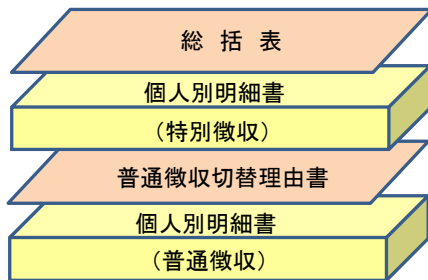 総 括 表
個人別明細書
(特別徴収)
普通徴収切替理由書
個人別明細書
(普通徴収)